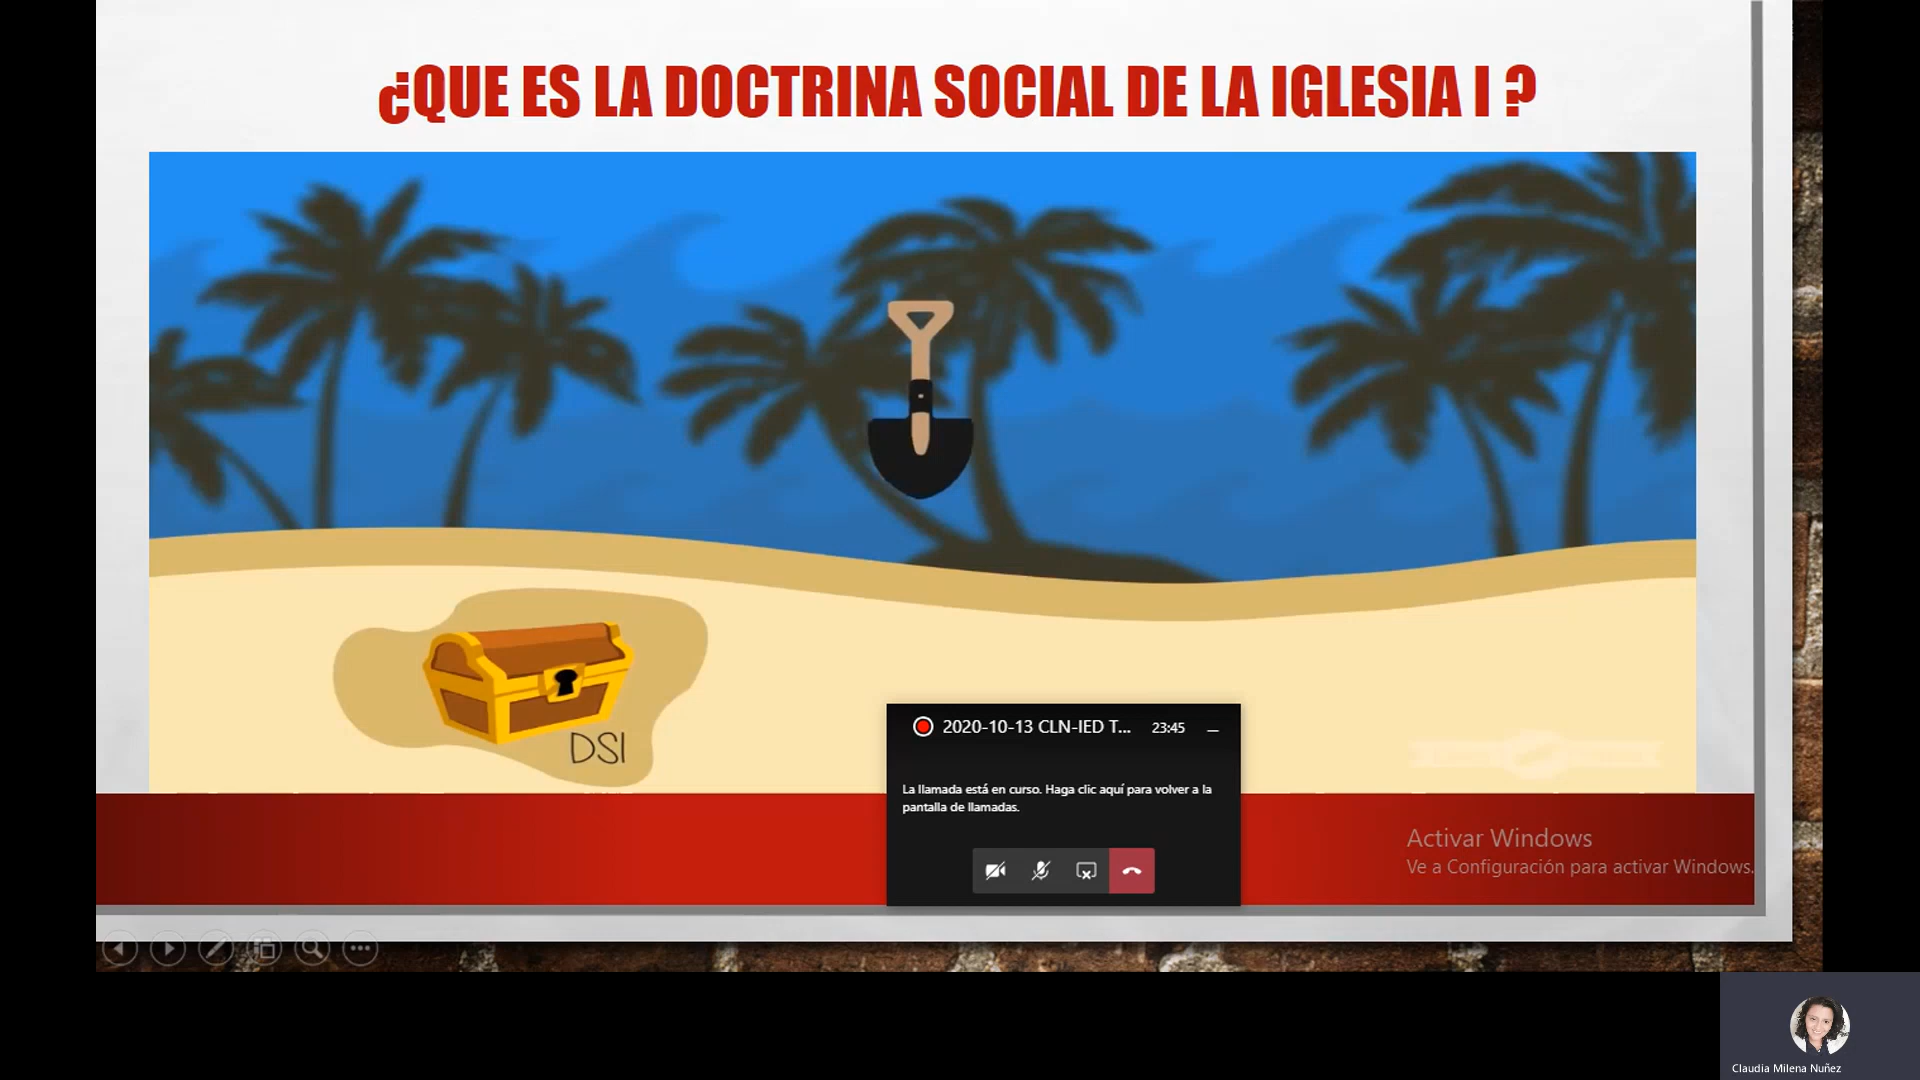 ¿QUE ES LA DOCTRINA SOCIAL DE LA IGLESIA I ?
DSI
2020-10-13 CLN-IED T... 23:45
La llamada está en curso. Haga clic aquí para volver a la
pantalla de llamadas.
Activar Windows
Ve a Configuración para activar Windows.
Claudia Milena Nuñez